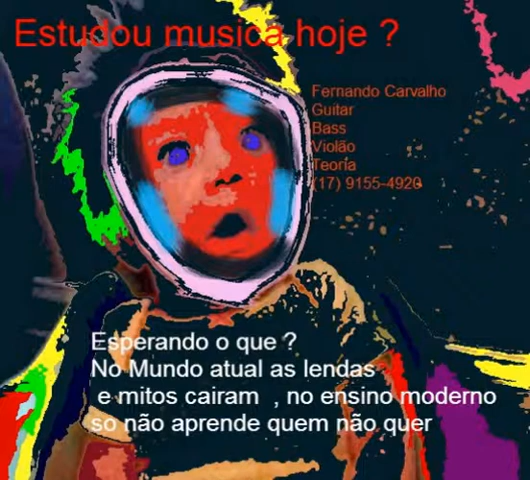 Estudou musica hoje ?
Fernando Carvalho
Guitar
Bass
Violão
Teoría
(17) 9155-4920
Esperando o que ?
No Mundo atual as lendas
e mitos cairam , no ensino moderno
so não aprende quem não quer